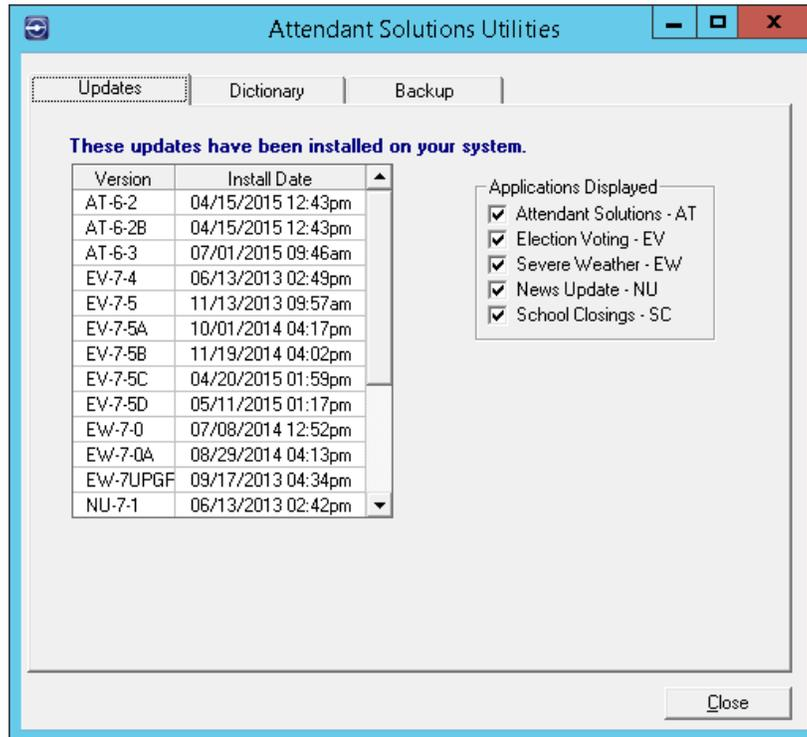 Attendant Solutions Utilities
Updates
Dictionary
Backup
These updates have been installed on your system.
Version Install Date
AT-6-2 04/15/2015 12:43pm
AT-6-2B 04/15/2015 12:43pm
AT-6-3 07/01/2015 09:46am
EV-7-4 06/13/2013 02:49pm
EV-7-5 11/13/2013 09:57am
EV-7-5A 10/01/2014 04:17pm
EV-7-5B 11/19/2014 04:02pm
EV-7-5C 04/20/2015 01:59pm
EV-7-5D 05/11/2015 01:17pm
EW-7-0 07/08/2014 12:52pm
EW-7-0A 08/29/2014 04:13pm
EW-7UPGF 09/17/2013 04:34pm
NU-7-1 06/13/2013 02:42pm
Applications Displayed
Attendant Solutions - AT
Election Voting - EV
Severe Weather - EW
News Update - NU
School Closings - SC
Close